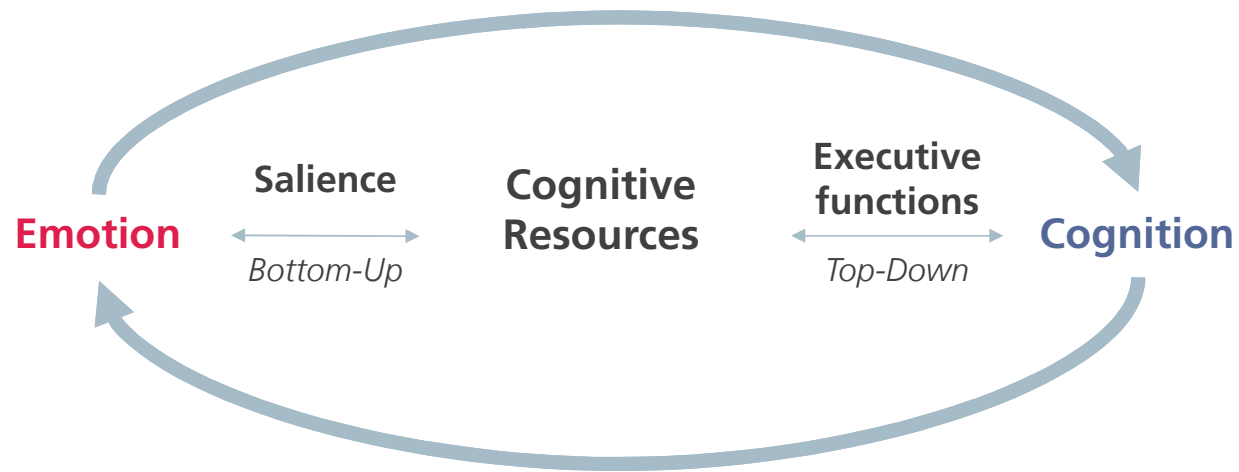 Emotion
Salience
Bottom-Up
Cognitive
Resources
Executive
functions
Top-Down
Cognition